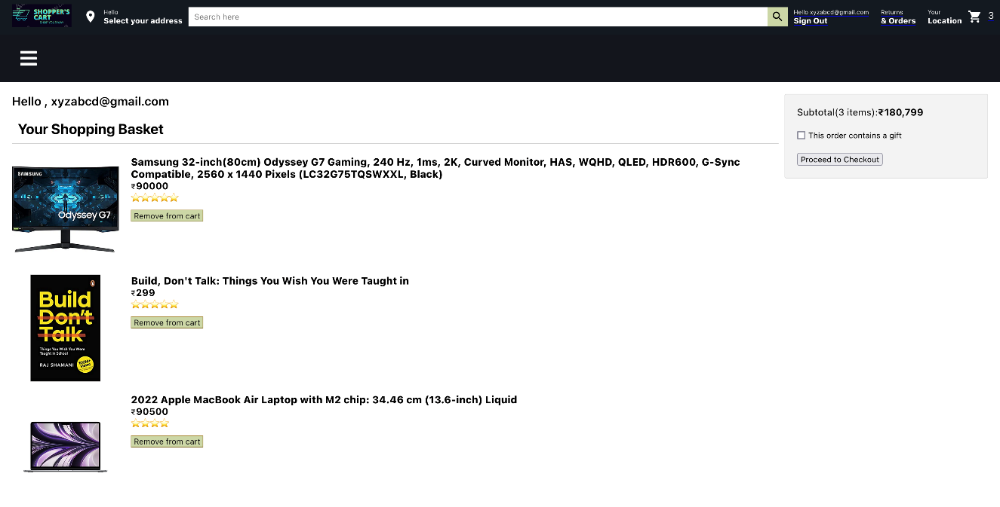 SHOPPER'S
CART
Hello
Select your address
Search here
Hello xyzabcd@gmail.com
Sign Out
Returns
& Orders
Your
Location
3
Hello , xyzabcd@gmail.com
Your Shopping Basket
SAMSUNG
Odyssey G7
Samsung 32-inch(80cm) Odyssey G7 Gaming, 240 Hz, 1ms, 2K, Curved Monitor, HAS, WQHD, QLED, HDR600, G-Sync
Compatible, 2560 x 1440 Pixels (LC32G75TQSWXXL, Black)
₹90000
Remove from cart
Build
Don't
Talk
Things You Wish You Were
Taught in School
RAJ SHAMANI
Build, Don't Talk: Things You Wish You Were Taught in
₹299
Remove from cart
2022 Apple MacBook Air Laptop with M2 chip: 34.46 cm (13.6-inch) Liquid
₹90500
Remove from cart
Subtotal(3 items):₹180,799
This order contains a gift
Proceed to Checkout